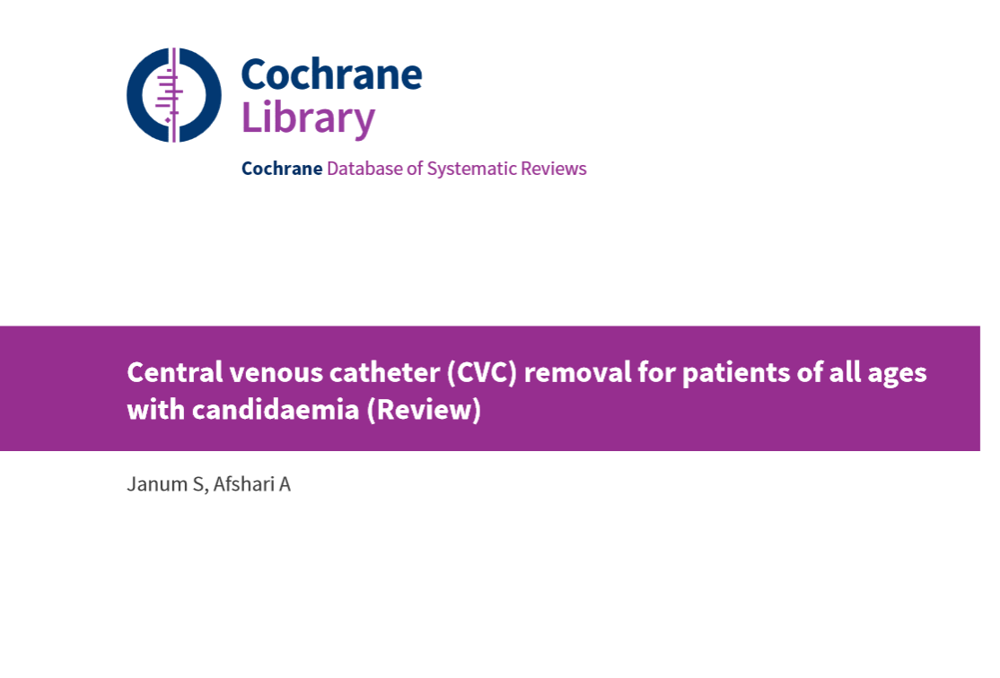 Cochrane
Library
Cochrane Database of Systematic Reviews
Central venous catheter (CVC) removal for patients of all ages
with candidaemia (Review)
Janum S, Afshari A